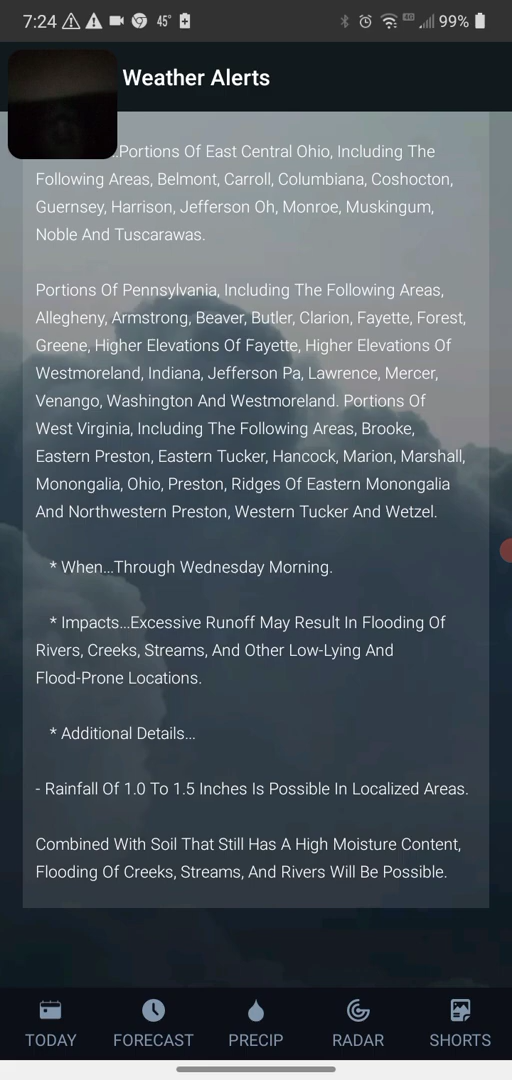 7:24 45° 99%
Weather Alerts
...Portions Of East Central Ohio, Including The
Following Areas, Belmont, Carroll, Columbiana, Coshocton,
Guernsey, Harrison, Jefferson Oh, Monroe, Muskingum,
Noble And Tuscarawas.
Portions Of Pennsylvania, Including The Following Areas,
Allegheny, Armstrong, Beaver, Butler, Clarion, Fayette, Forest,
Greene, Higher Elevations Of Fayette, Higher Elevations Of
Westmoreland, Indiana, Jefferson Pa, Lawrence, Mercer,
Venango, Washington And Westmoreland. Portions Of
West Virginia, Including The Following Areas, Brooke,
Eastern Preston, Eastern Tucker, Hancock, Marion, Marshall,
Monongalia, Ohio, Preston, Ridges Of Eastern Monongalia
And Northwestern Preston, Western Tucker And Wetzel.
* When...Through Wednesday Morning.
* Impacts...Excessive Runoff May Result In Flooding Of
Rivers, Creeks, Streams, And Other Low-Lying And
Flood-Prone Locations.
* Additional Details...
- Rainfall Of 1.0 To 1.5 Inches Is Possible In Localized Areas.
Combined With Soil That Still Has A High Moisture Content,
Flooding Of Creeks, Streams, And Rivers Will Be Possible.
TODAY FORECAST PRECIP RADAR SHORTS